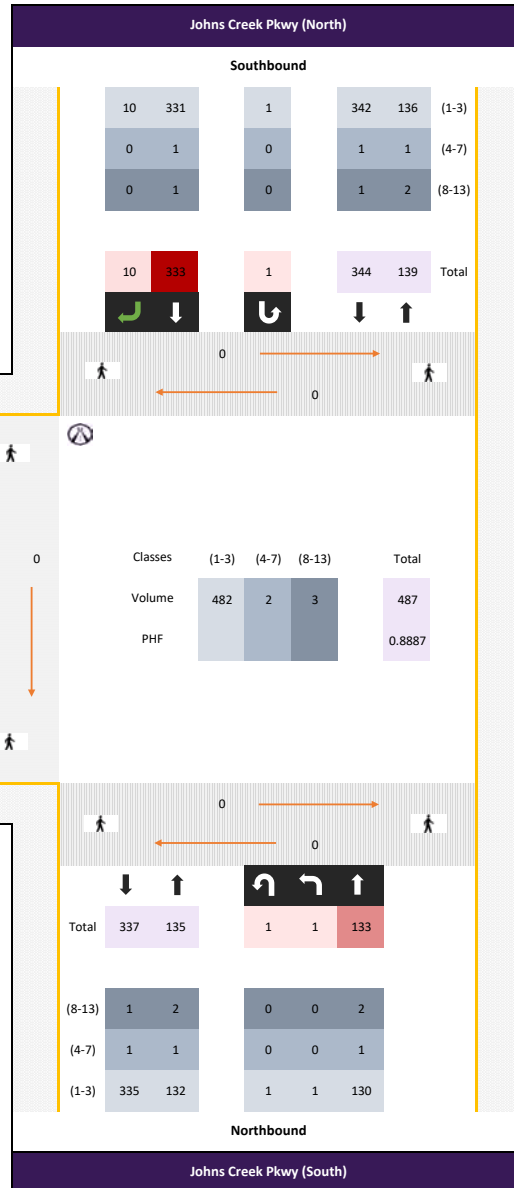 Johns Creek Pkwy (North)
Southbound
10 331 1 342 136 (1-3)
0 1 0 1 1 (4-7)
0 1 0 1 2 (8-13)
10 333 1 344 139 Total
0
0
0
Classes (1-3) (4-7) (8-13) Total
Volume 482 2 3 487
PHF 0.8887
0
0
Total 337 135 1 1 133
(8-13) 1 2 0 0 2
(4-7) 1 1 0 0 1
(1-3) 335 132 1 1 130
Northbound
Johns Creek Pkwy (South)